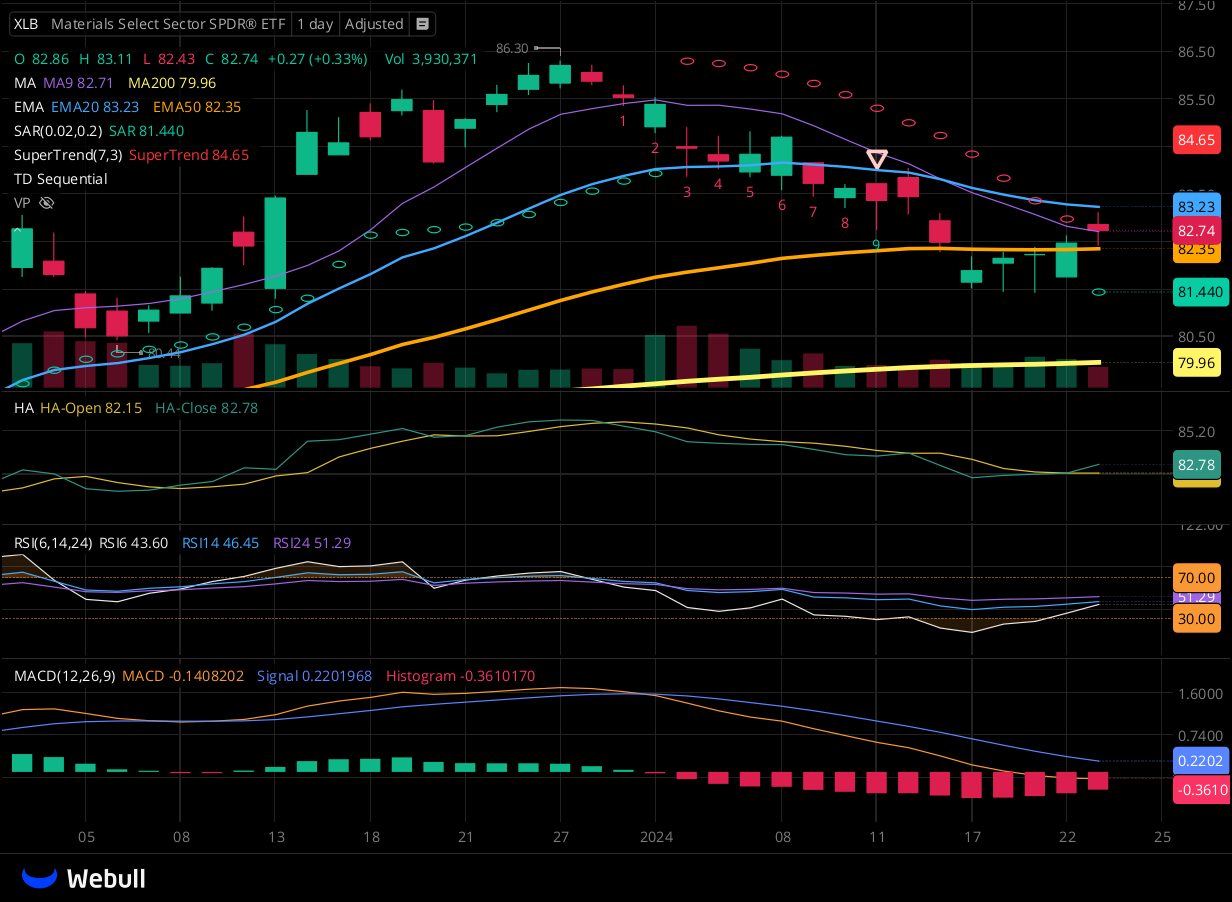 XLB Materials Select Sector SPDR® ETF 1 day Adjusted
O 82.86 H 83.11 L 82.43 C 82.74 +0.27 (+0.33%) Vol 3,930,371
MA MA9 82.71 MA200 79.96
EMA EMA20 83.23 EMA50 82.35
SAR(0.02,0.2) SAR 81.440
SuperTrend(7,3) SuperTrend 84.65
TD Sequential
VP
86.30
1
2
3
4
5
6
7
8
9
87.50
86.50
85.50
84.65
83.23
82.74
82.35
81.440
80.50
79.96
HA HA-Open 82.15 HA-Close 82.78
85.20
82.78
RSI(6,14,24) RSI6 43.60 RSI14 46.45 RSI24 51.29
122.00
70.00
51.29
30.00
MACD(12,26,9) MACD -0.1408202 Signal 0.2201968 Histogram -0.3610170
1.6000
0.7400
0.2202
-0.3610
05 08 13 18 21 27 2024 08 11 17 22 25
Webull